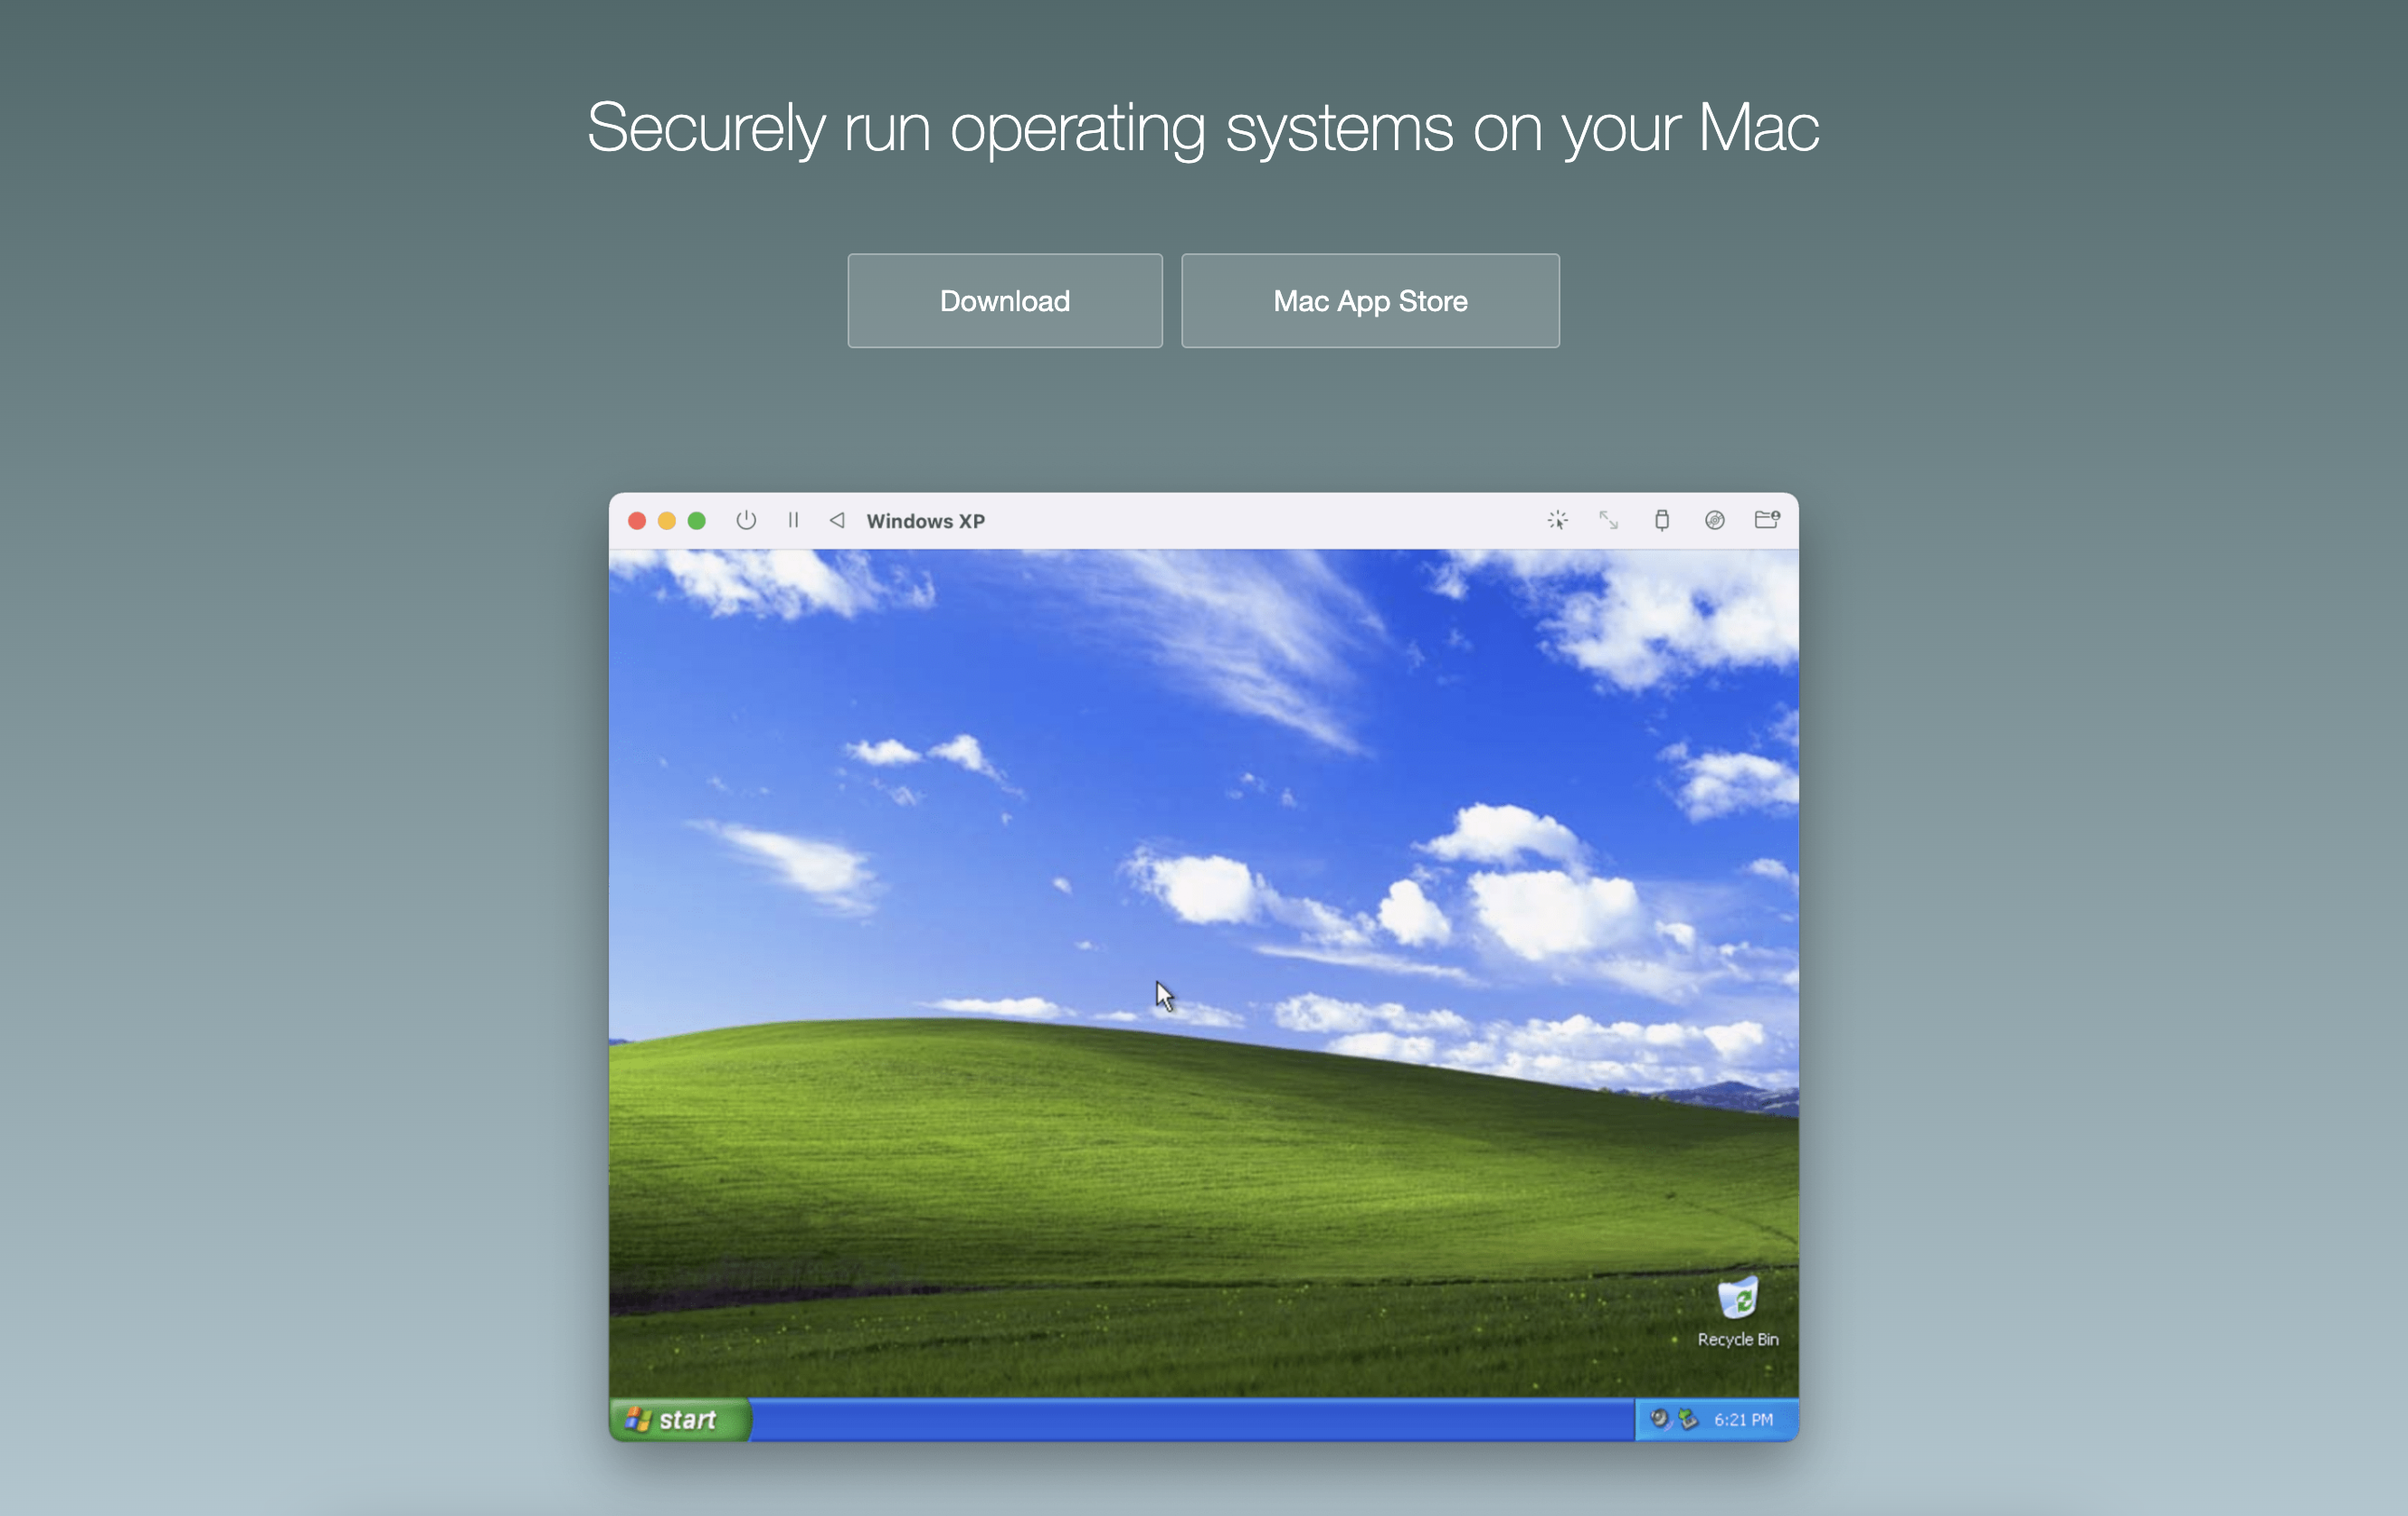 Securely run operating systems on your Mac
Download
Mac App Store
Windows XP
Recycle Bin
start
6:21 PM